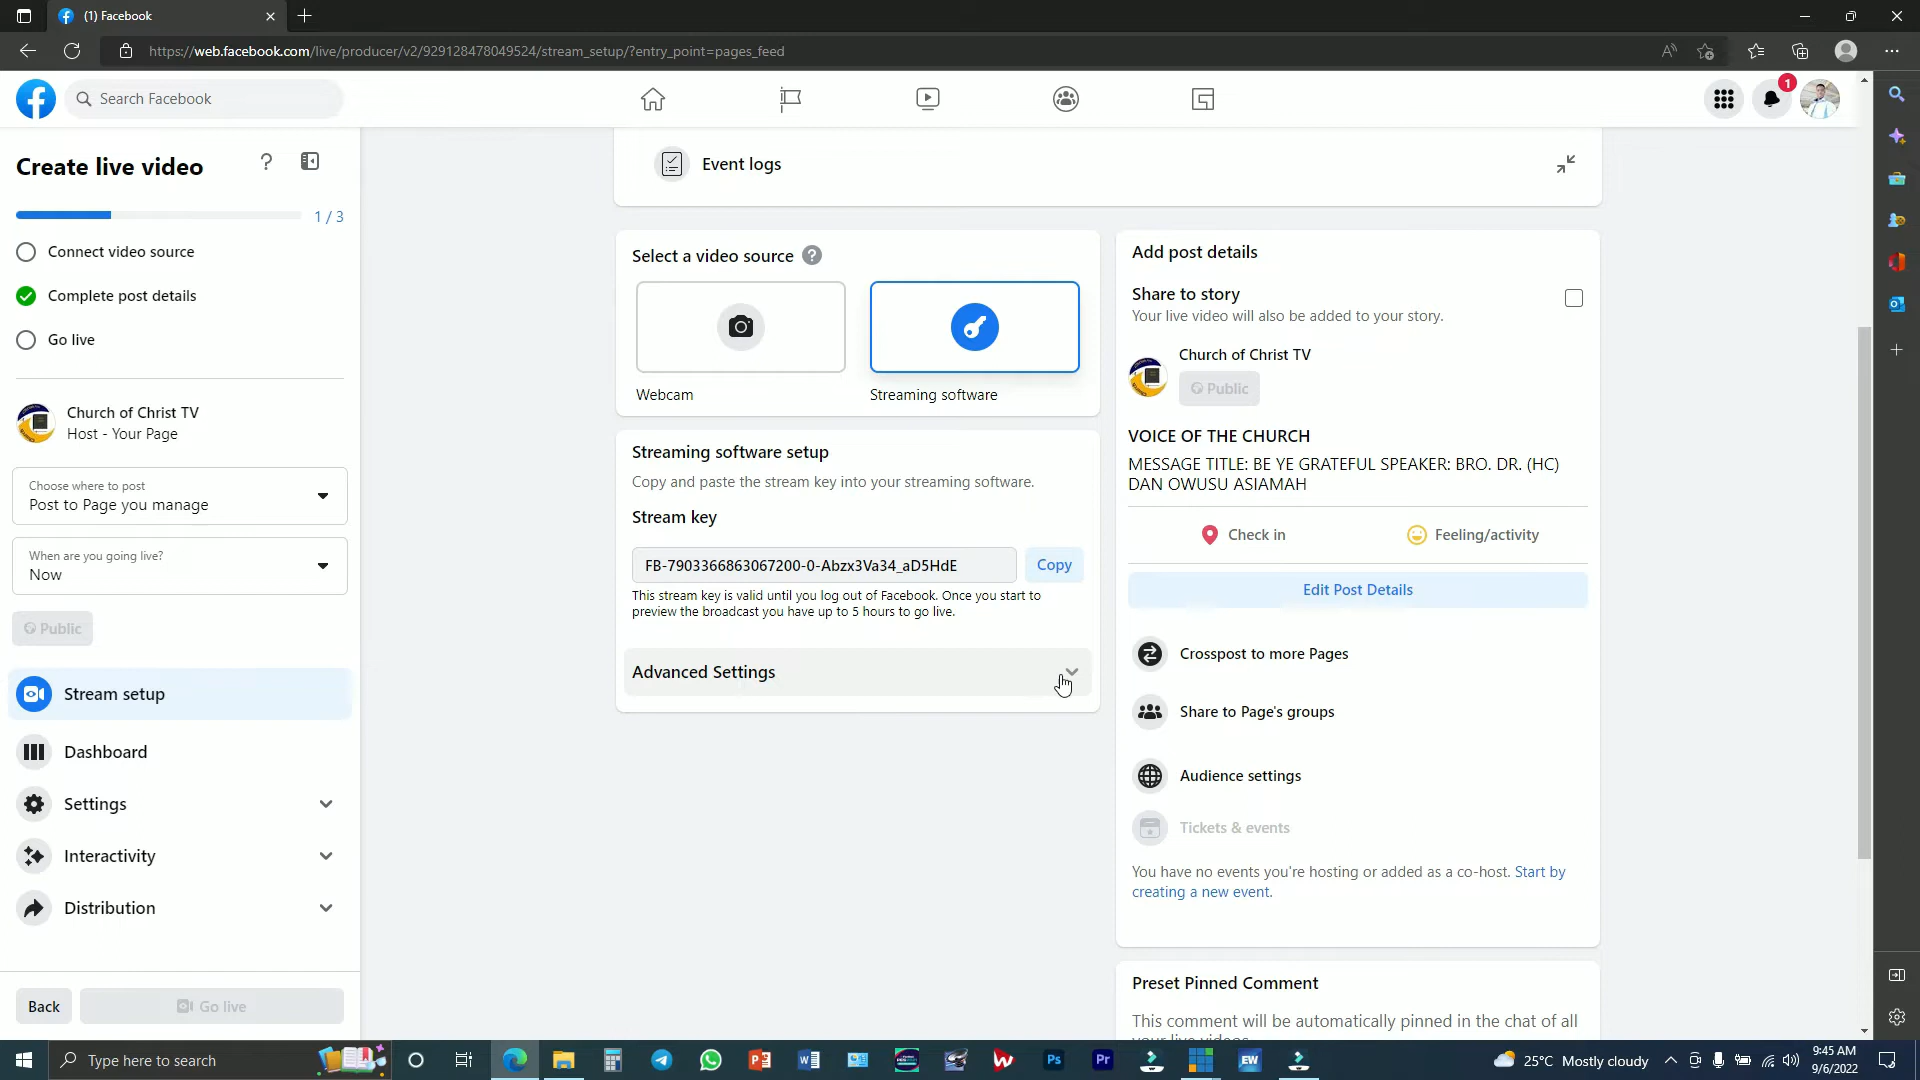 (1) Facebook
https://web.facebook.com/live/producer/v2/929128478049524/stream_setup/?entry_point=pages_feed
Search Facebook
1
Create live video
?
1 / 3
Connect video source
Complete post details
Go live
Church of Christ TV
Host - Your Page
Choose where to post
Post to Page you manage
When are you going live?
Now
Public
Stream setup
Dashboard
Settings
Interactivity
Distribution
Back
Go live
Event logs
Select a video source ?
Webcam
Streaming software
Streaming software setup
Copy and paste the stream key into your streaming software.
Stream key
FB-7903366863067200-0-Abzx3Va34_aD5HdE
Copy
This stream key is valid until you log out of Facebook. Once you start to
preview the broadcast you have up to 5 hours to go live.
Advanced Settings
Add post details
Share to story
Your live video will also be added to your story.
Church of Christ TV
Public
VOICE OF THE CHURCH
MESSAGE TITLE: BE YE GRATEFUL SPEAKER: BRO. DR. (HC)
DAN OWUSU ASIAMAH
Check in
Feeling/activity
Edit Post Details
Crosspost to more Pages
Share to Page's groups
Audience settings
Tickets & events
You have no events you're hosting or added as a co-host. Start by
creating a new event.
Preset Pinned Comment
This comment will be automatically pinned in the chat of all
your live videos.
Type here to search
Ps
Pr
EW
25°C Mostly cloudy
9:45 AM
9/6/2022